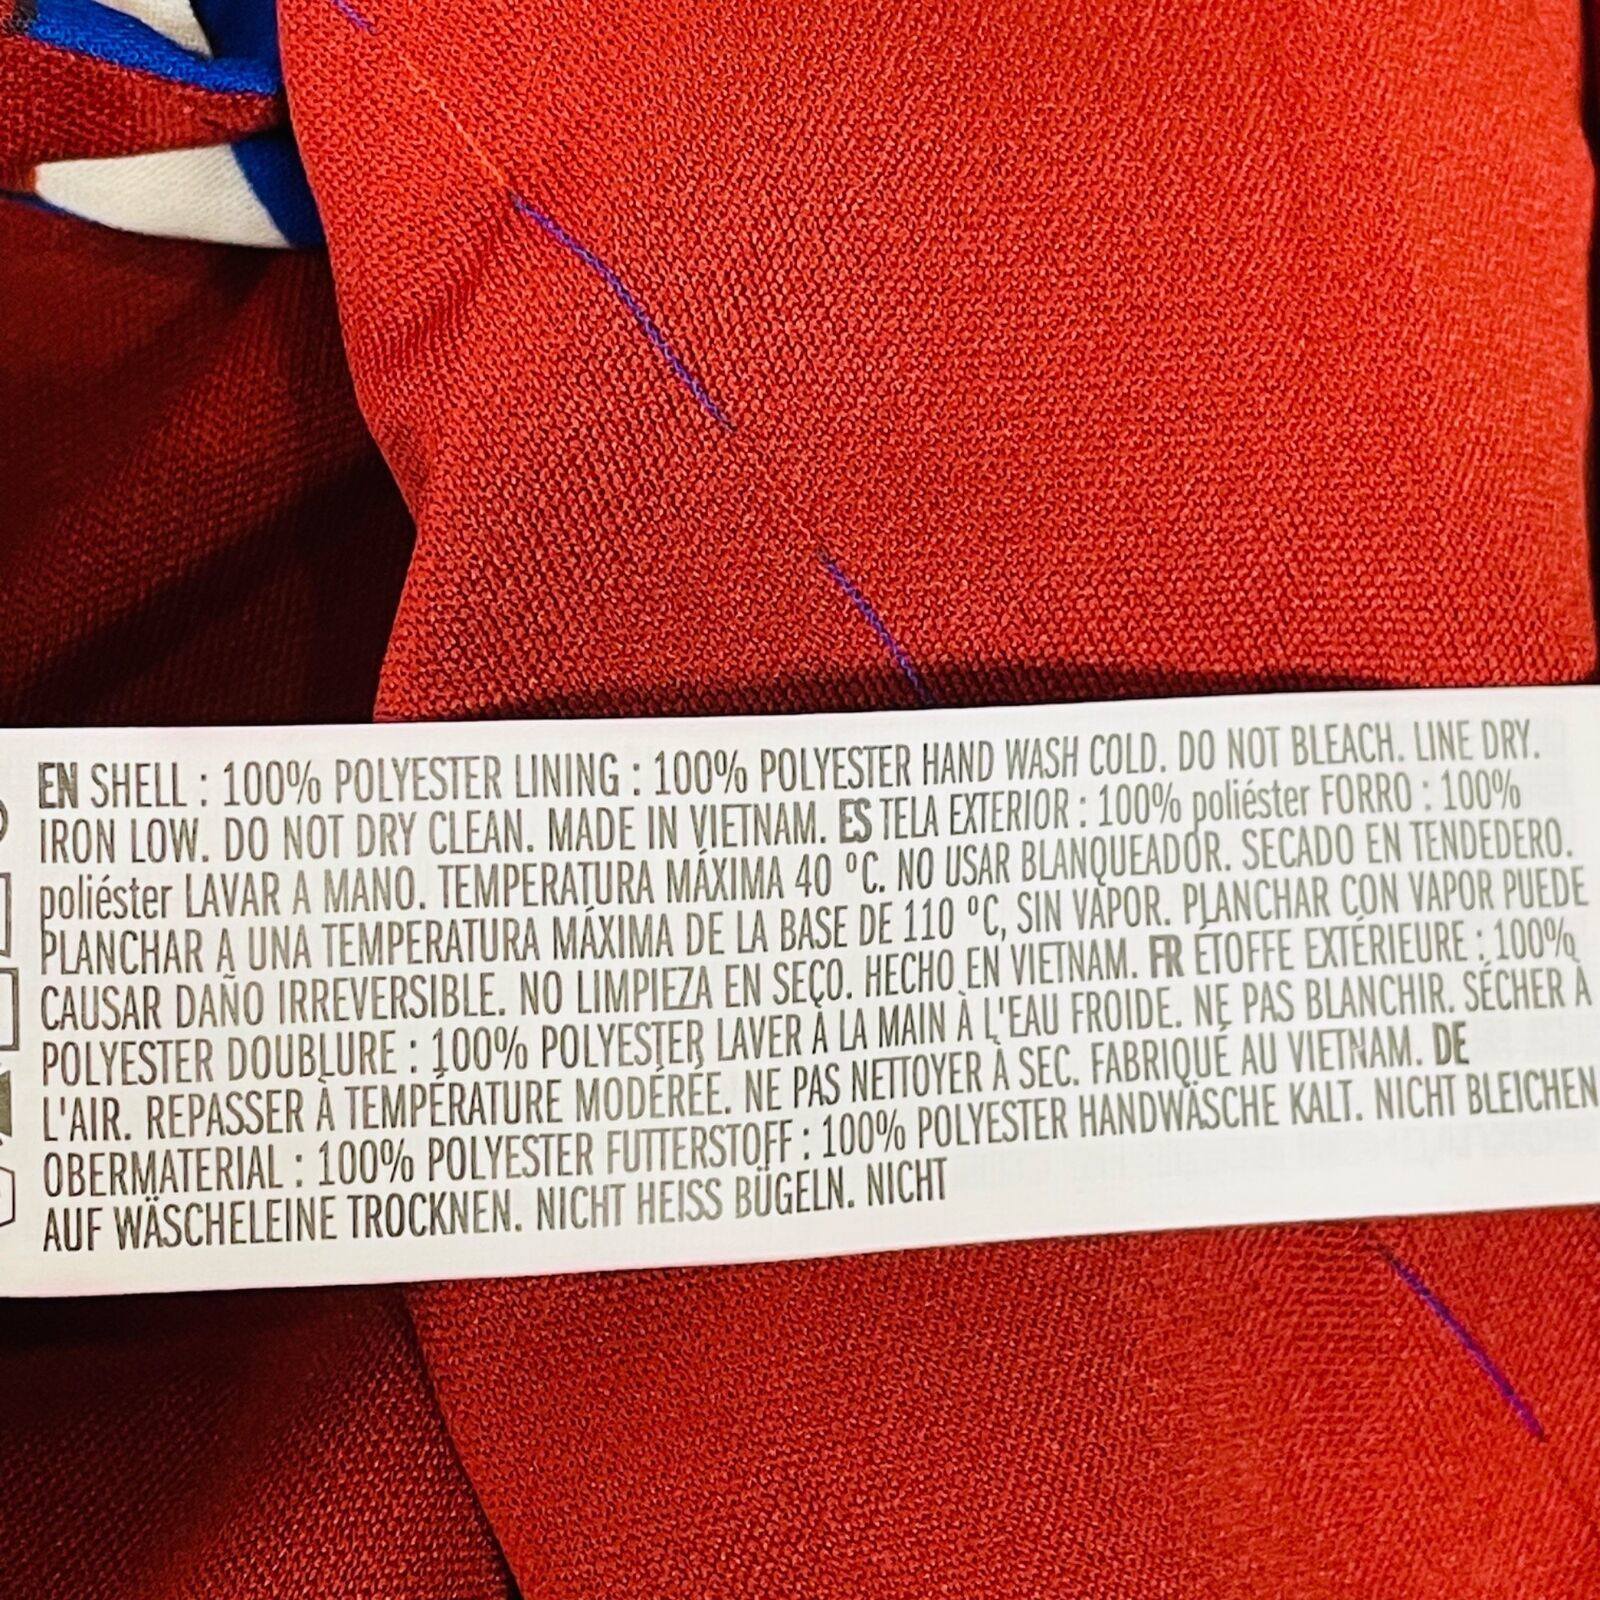 EN SHELL : 100% POLYESTER LINING : 100% POLYESTER HAND WASH COLD. DO NOT BLEACH. LINE DRY.
IRON LOW. DO NOT DRY CLEAN. MADE IN VIETNAM. ES TELA EXTERIOR : 100% poliéster FORRO : 100%
poliéster LAVAR A MANO. TEMPERATURA MÁXIMA 40 ºC. NO USAR BLANQUEADOR. SECADO EN TENDEDERO.
PLANCHAR A UNA TEMPERATURA MÁXIMA DE LA BASE DE 110 ºC, SIN VAPOR. PLANCHAR CON VAPOR PUEDE
CAUSAR DAÑO IRREVERSIBLE. NO LIMPIEZA EN SECO. HECHO EN VIETNAM. FR ÉTOFFE EXTÉRIEURE : 100%
POLYESTER DOUBLURE : 100% POLYESTER LAVER À LA MAIN À L'EAU FROIDE. NE PAS BLANCHIR. SÉCHER À
L'AIR. REPASSER À TEMPÉRATURE MODÉRÉE. NE PAS NETTOYER À SEC. FABRIQUÉ AU VIETNAM. DE
OBERMATERIAL : 100% POLYESTER FUTTERSTOFF : 100% POLYESTER HANDWÄSCHE KALT. NICHT BLEICHEN
AUF WÄSCHELEINE TROCKNEN. NICHT HEISS BÜGELN. NICHT